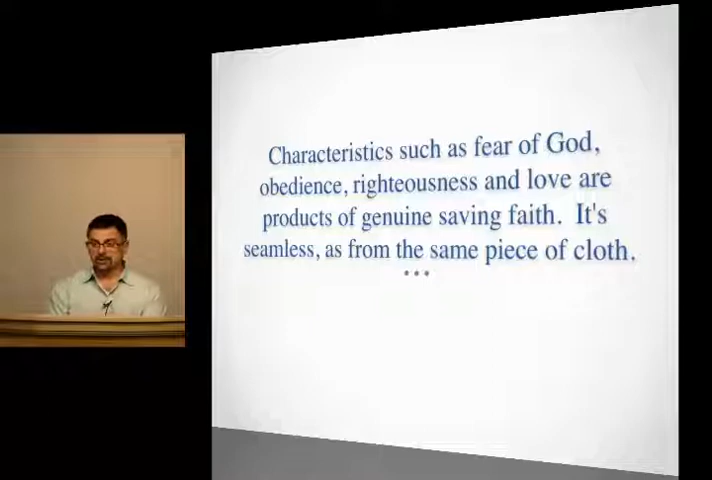 Characteristics such as fear of God,
obedience, righteousness and love are
products of genuine saving faith.  It's
seamless, as from the same piece of cloth.
•••